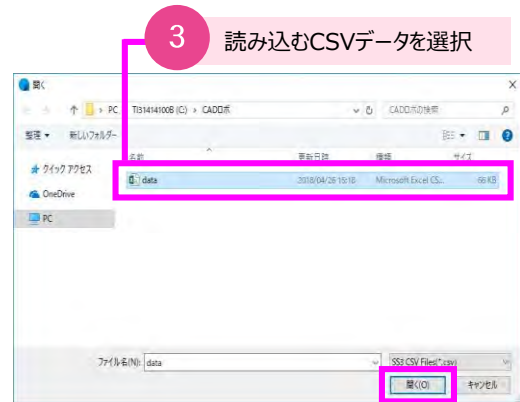 3 読み込むCSVデータを選択
開く
PC › TI31414100B (C:) › CADD五 CADD五の検索
整理 新しいフォルダー
名前 更新日時 種類 サイズ
クイック アクセス
data 2018/04/26 15:18 Microsoft Excel CS... 66 KB
OneDrive
PC
ファイル名(N): data SS3 CSV Files(*.csv)
開く(O) キャンセル